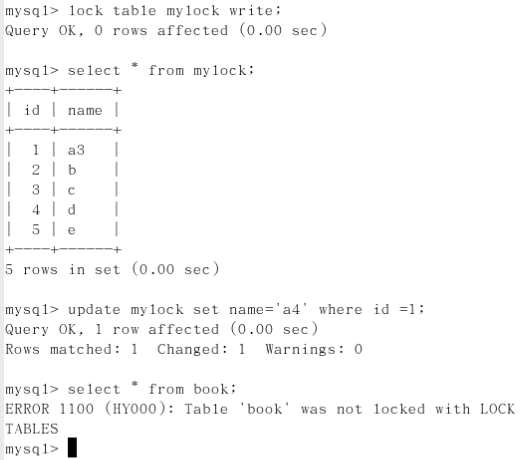 mysql> lock table mylock write;
Query OK, 0 rows affected (0.00 sec)
mysql> select * from mylock;
+----+------+
| id | name |
+----+------+
| 1 | a3 |
| 2 | b |
| 3 | c |
| 4 | d |
| 5 | e |
+----+------+
5 rows in set (0.00 sec)
mysql> update mylock set name='a4' where id =1;
Query OK, 1 row affected (0.00 sec)
Rows matched: 1 Changed: 1 Warnings: 0
mysql> select * from book;
ERROR 1100 (HY000): Table 'book' was not locked with LOCK
TABLES
mysql>